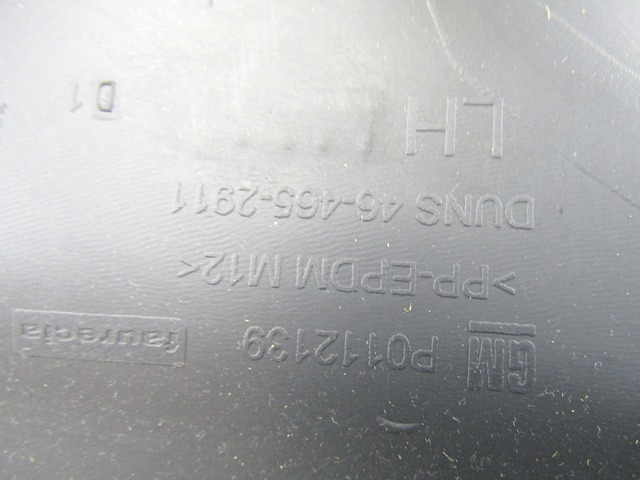 GM P0112139 faurecia
>PP-EPDM M12<
DUNS 46-465-2911
LH
D1